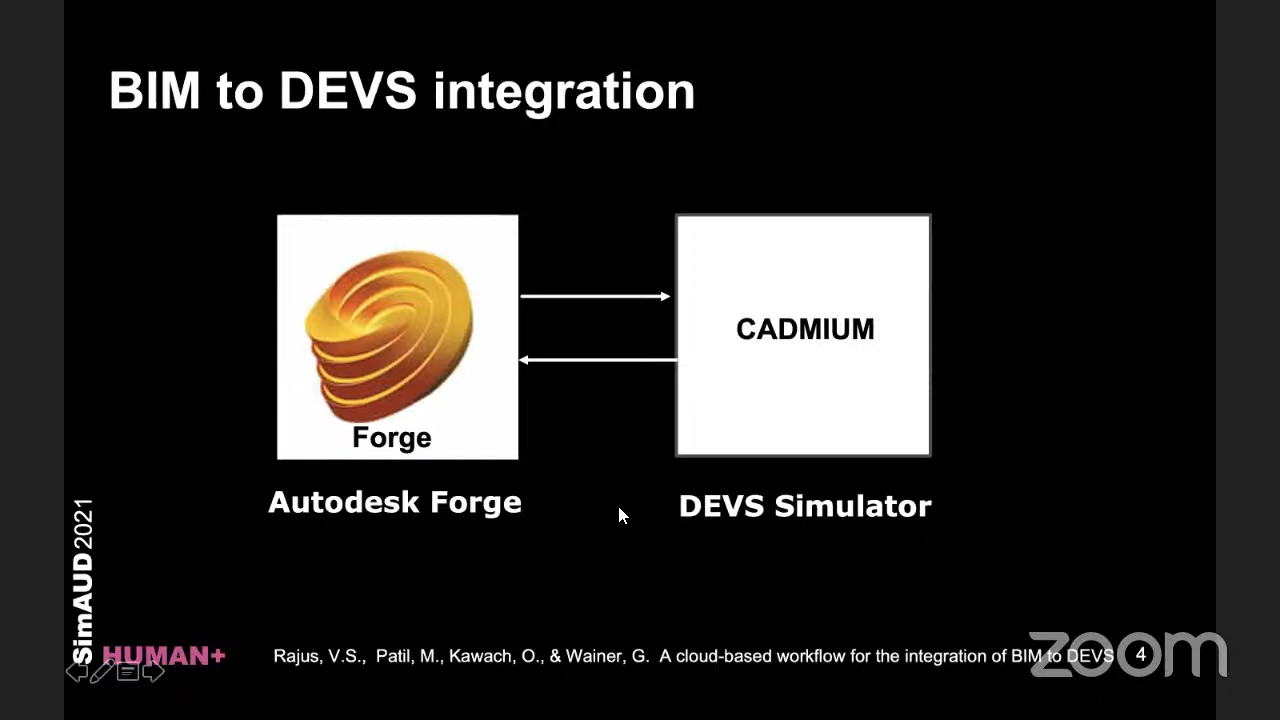 BIM to DEVS integration
CADMIUM
Forge
Autodesk Forge
DEVS Simulator
SimAUD2021
HUMAN+
Rajus, V.S., Patil, M., Kawach, O., & Wainer, G. A cloud-based workflow for the integration of BIM to DEVS
4
zoom